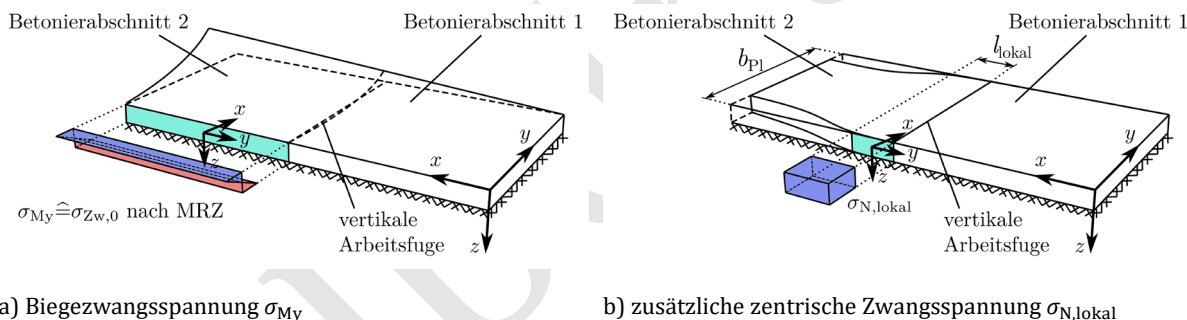 Betonierabschnitt 2
Betonierabschnitt 1
x
y
z
x
y
z
σMy≙σZw,0 nach MRZ
vertikale
Arbeitsfuge
a) Biegezwangsspannung σMy
Betonierabschnitt 2
Betonierabschnitt 1
bPl
llokal
x
y
z
x
y
z
σN,lokal
vertikale
Arbeitsfuge
b) zusätzliche zentrische Zwangsspannung σN,lokal